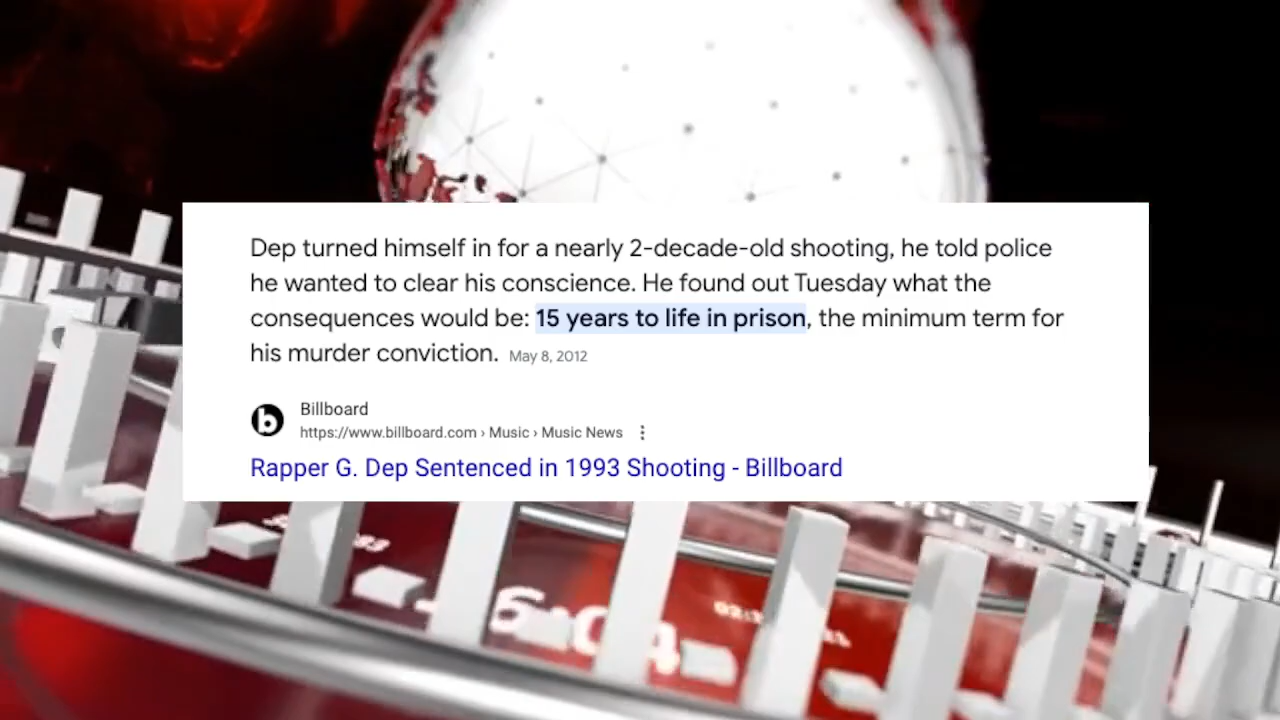 Dep turned himself in for a nearly 2-decade-old shooting, he told police
he wanted to clear his conscience. He found out Tuesday what the
consequences would be: 15 years to life in prison, the minimum term for
his murder conviction. May 8, 2012
Billboard
https://www.billboard.com › Music › Music News
Rapper G. Dep Sentenced in 1993 Shooting - Billboard